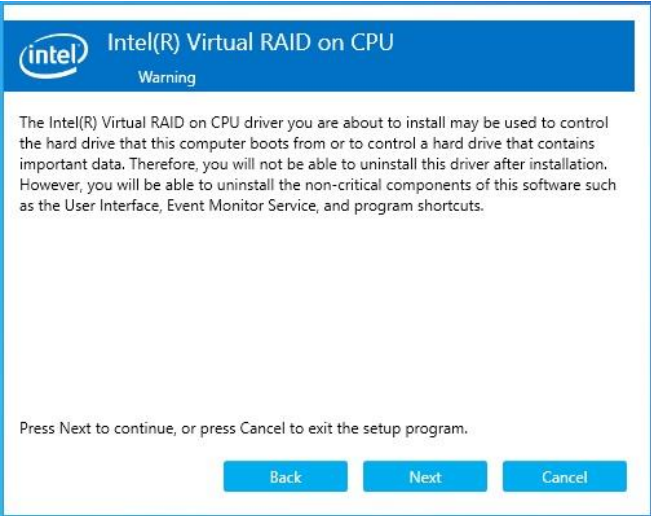 intel
Intel(R) Virtual RAID on CPU
Warning
The Intel(R) Virtual RAID on CPU driver you are about to install may be used to control
the hard drive that this computer boots from or to control a hard drive that contains
important data. Therefore, you will not be able to uninstall this driver after installation.
However, you will be able to uninstall the non-critical components of this software such
as the User Interface, Event Monitor Service, and program shortcuts.
Press Next to continue, or press Cancel to exit the setup program.
Back
Next
Cancel